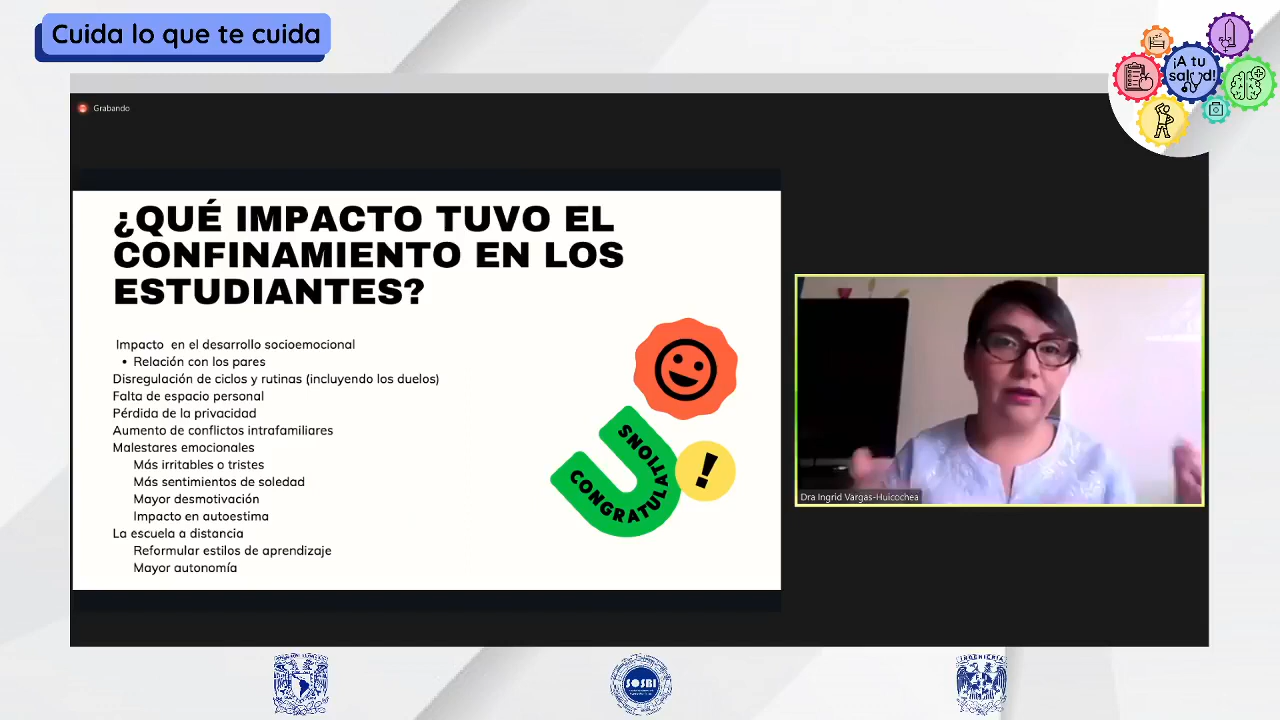 Cuida lo que te cuida
¡A tu
salud!
Grabando
¿QUÉ IMPACTO TUVO EL
CONFINAMIENTO EN LOS
ESTUDIANTES?
Impacto en el desarrollo socioemocional
• Relación con los pares
Disregulación de ciclos y rutinas (incluyendo los duelos)
Falta de espacio personal
Pérdida de la privacidad
Aumento de conflictos intrafamiliares
Malestares emocionales
Más irritables o tristes
Más sentimientos de soledad
Mayor desmotivación
Impacto en autoestima
La escuela a distancia
Reformular estilos de aprendizaje
Mayor autonomía
CONGRATULATIONS
!
Dra Ingrid Vargas-Huicochea
SOSBI
INGENIERÍA